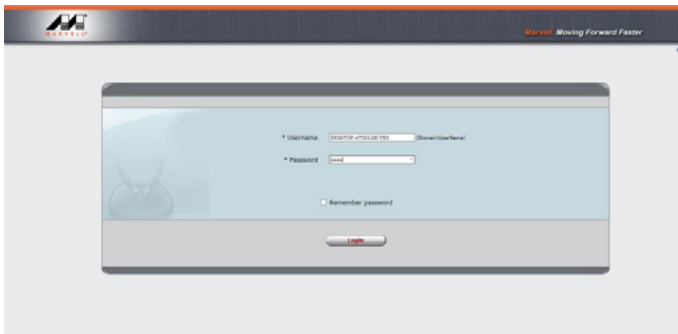 MARVELL
Marvell. Moving Forward Faster
* Username (Domain\UserName)
* Password
Remember password
Login